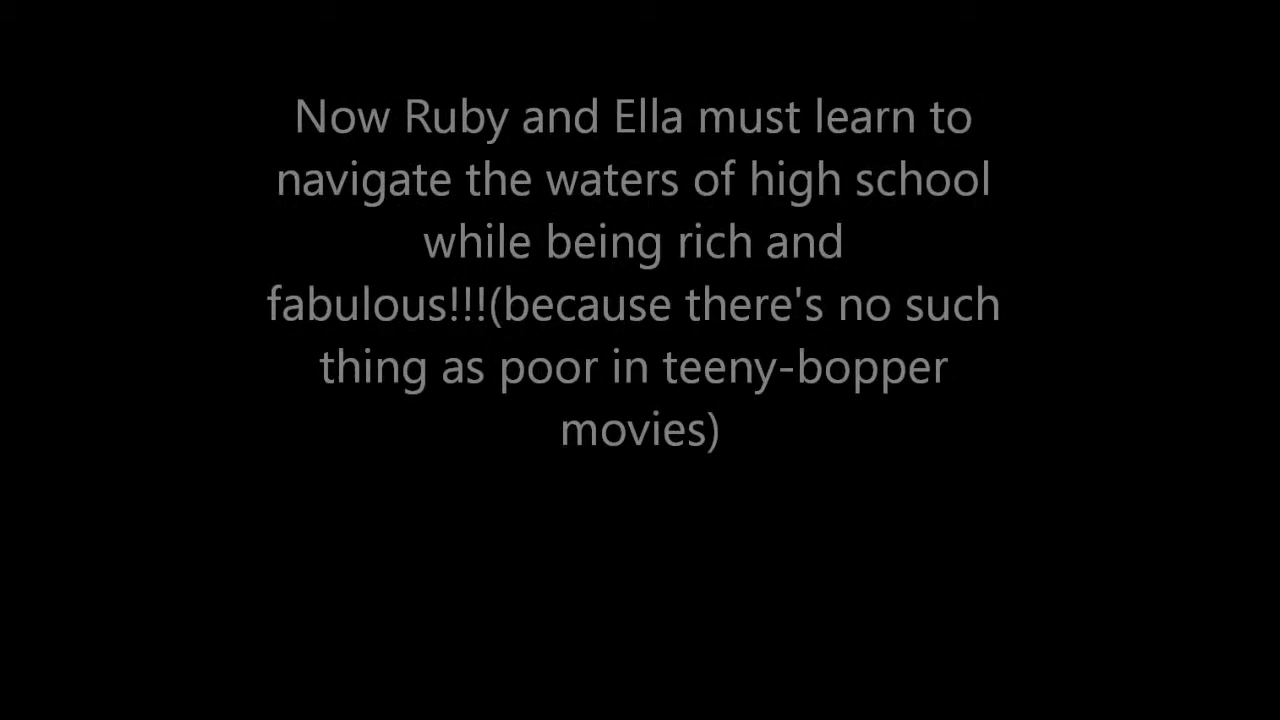 Now Ruby and Ella must learn to
navigate the waters of high school
while being rich and
fabulous!!!(because there's no such
thing as poor in teeny-bopper
movies)